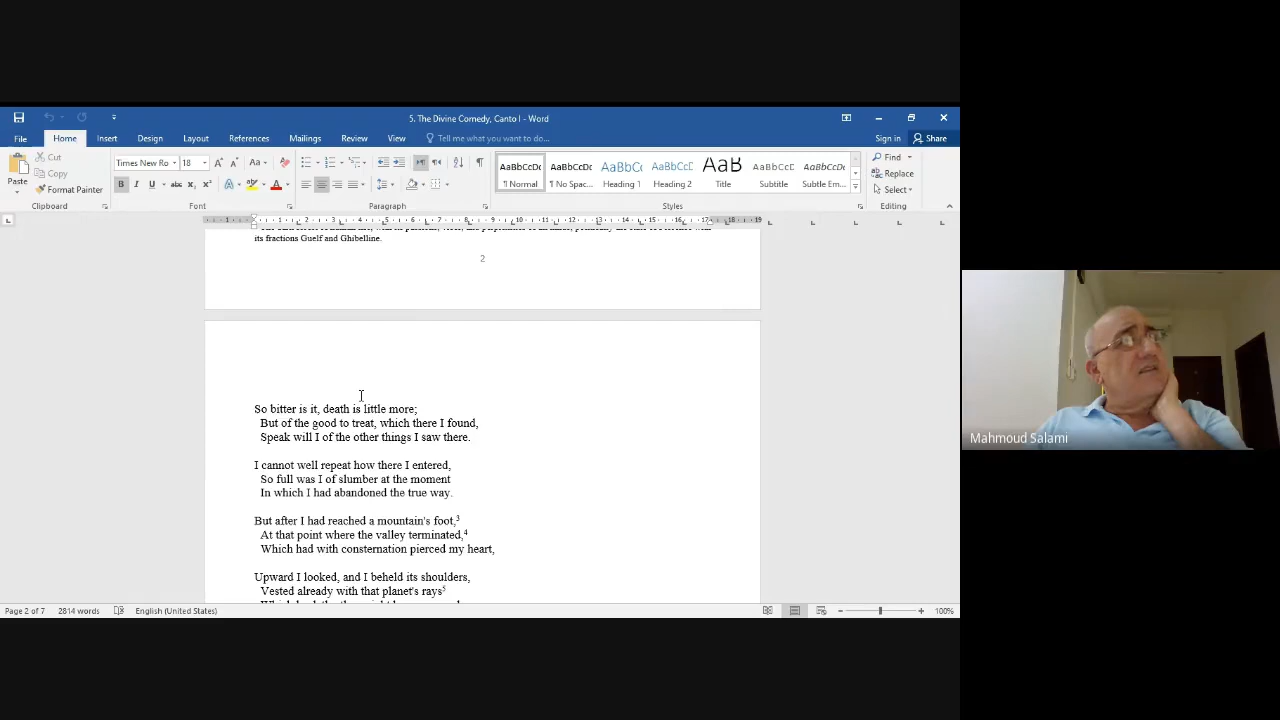 5. The Divine Comedy, Canto I - Word
File Home Insert Design Layout References Mailings Review View Tell me what you want to do... Sign in Share
Paste
Cut
Copy
Format Painter
Clipboard
Times New Ro 18
Font
Paragraph
AaBbCcDc AaBbCcDc AaBbCc AaBbCcD AaB AaBbCcD AaBbCcDc
¶ Normal ¶ No Spac... Heading 1 Heading 2 Title Subtitle Subtle Em...
Styles
Find
Replace
Select
Editing
its fractions Guelf and Ghibelline.
2
So bitter is it, death is little more;
But of the good to treat, which there I found,
Speak will I of the other things I saw there.
I cannot well repeat how there I entered,
So full was I of slumber at the moment
In which I had abandoned the true way.
But after I had reached a mountain's foot,³
At that point where the valley terminated,⁴
Which had with consternation pierced my heart,
Upward I looked, and I beheld its shoulders,
Vested already with that planet's rays⁵
Page 2 of 7 2814 words English (United States) 100%
Mahmoud Salami